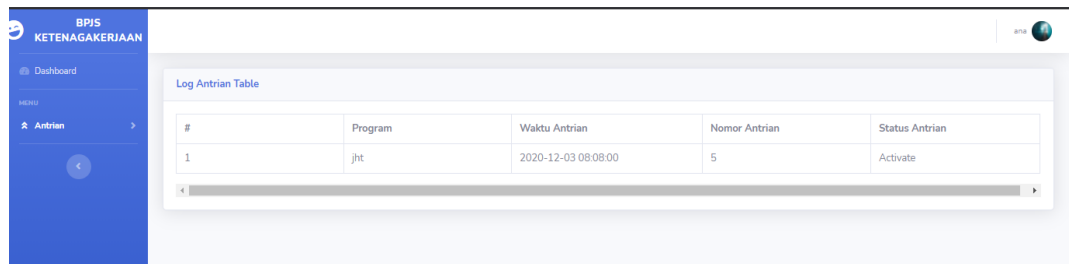 BPJS
KETENAGAKERJAAN
ana
Dashboard
MENU
Antrian
Log Antrian Table
# Program Waktu Antrian Nomor Antrian Status Antrian
1 jht 2020-12-03 08:08:00 5 Activate